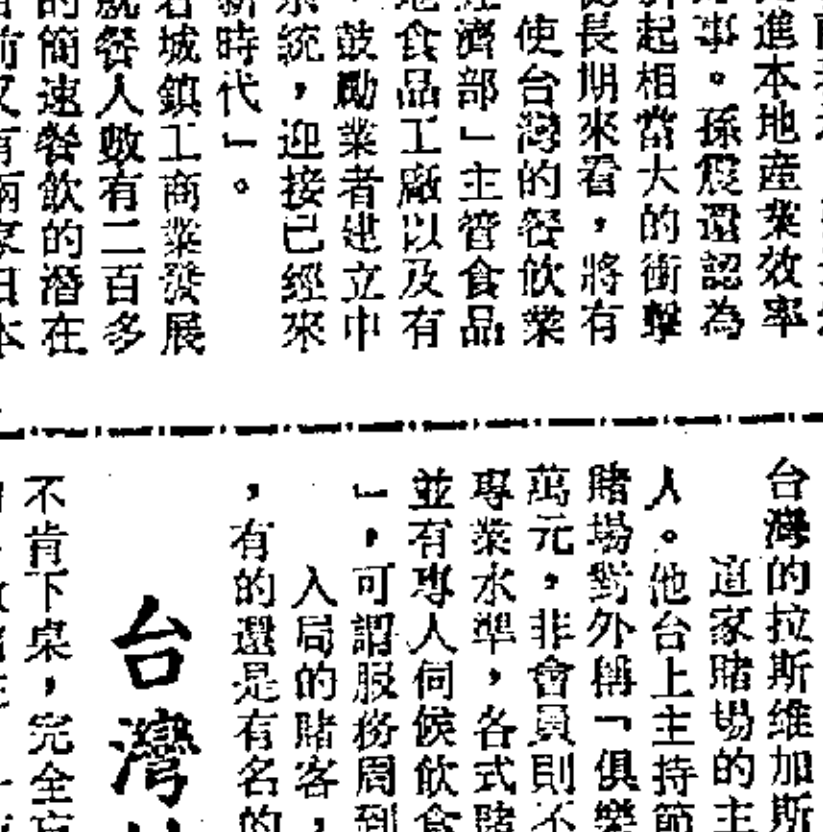 進本地產業效率
事。孫震還認為
起相當大的衝擊
長期來看，將有
使台灣的餐飲業
濟部」主管食品
食品工廠以及有
鼓勵業者建立中
統，迎接已經來
時代」。
城鎮工商業發展
餐人數有二百多
的簡速餐飲的潛在
又有兩家日本
台灣的拉斯維加斯
這家賭場的主
人。他台上主持節
賭場對外稱「俱樂
萬元，非會員則不
專業水準，各式賭
並有專人伺候飲食
」，可謂服務周到
入局的賭客，
，有的還是有名的
台灣
不肯下桌，完全忘